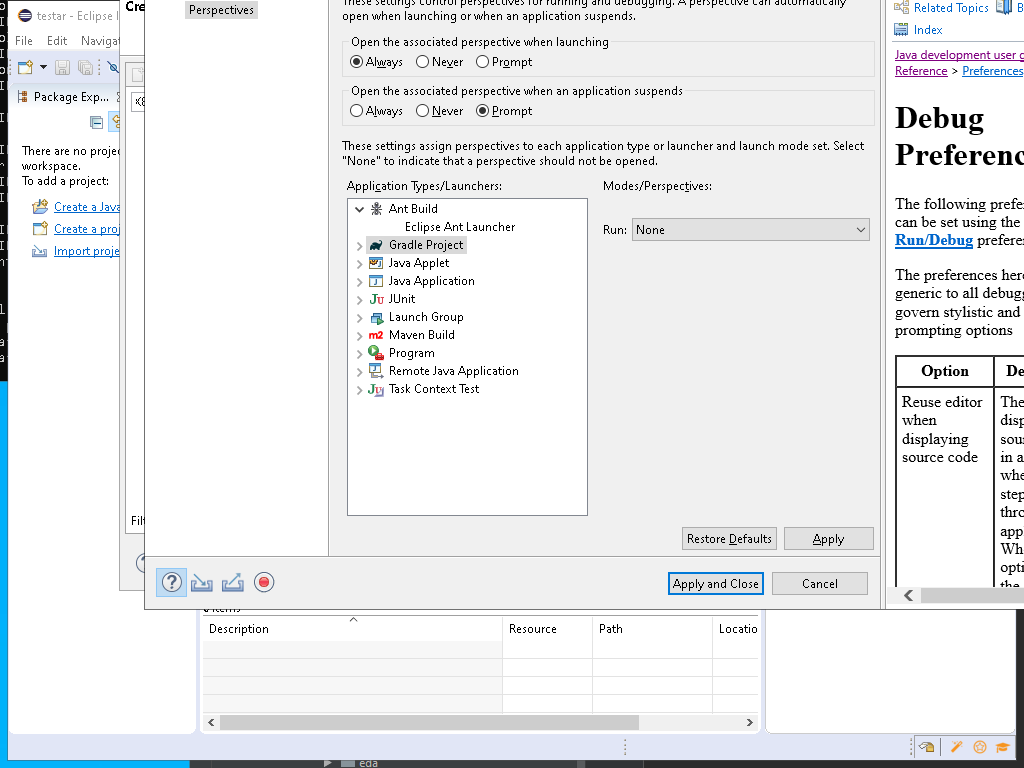 testar - Eclipse I
Cre
File Edit Navigat
Package Exp...
There are no proje
workspace.
To add a project:
Create a Java
Create a proj
Import proje
Filt
Perspectives
These settings control perspectives for running and debugging. A perspective can automatically
open when launching or when an application suspends.
Open the associated perspective when launching
Always Never Prompt
Open the associated perspective when an application suspends
Always Never Prompt
These settings assign perspectives to each application type or launcher and launch mode set. Select
"None" to indicate that a perspective should not be opened.
Application Types/Launchers: Modes/Perspectives:
Ant Build
Eclipse Ant Launcher
Run: None
Gradle Project
Java Applet
Java Application
JUnit
Launch Group
Maven Build
Program
Remote Java Application
Task Context Test
Restore Defaults Apply
Apply and Close Cancel
Related Topics B
Index
Java development user g
Reference > Preferences
Debug
Preferenc
The following prefer
can be set using the
Run/Debug prefere
The preferences here
generic to all debugg
govern stylistic and
prompting options
Option De
Reuse editor
when
displaying
source code
The
disp
sour
in a
whe
step
thro
app
Wh
opti
the
items
Description Resource Path Locatio
eda